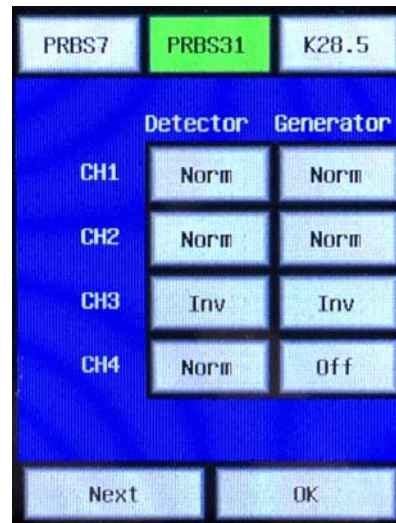 PRBS7 PRBS31 K28.5
Detector Generator
CH1 Norm Norm
CH2 Norm Norm
CH3 Inv Inv
CH4 Norm Off
Next OK